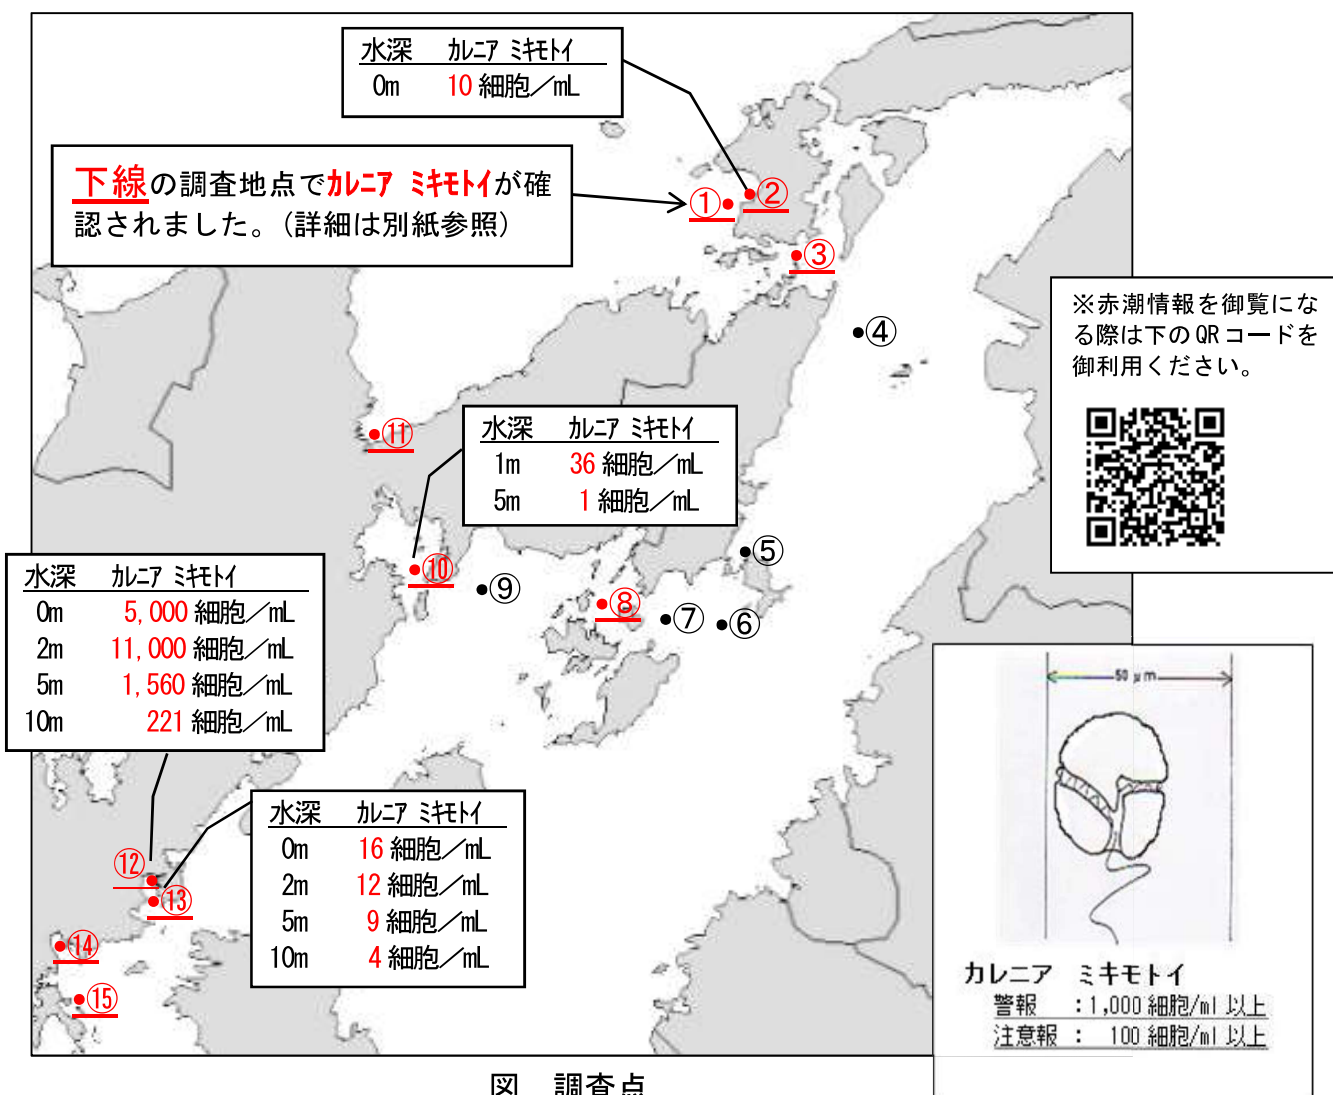 水深 カレニア ミキモトイ
0m 10 細胞/mL
下線の調査地点でカレニア ミキモトイが確
認されました。(詳細は別紙参照)
①
②
③
④
※赤潮情報を御覧にな
る際は下のQRコードを
御利用ください。
⑪
水深 カレニア ミキモトイ
1m 36 細胞/mL
5m 1 細胞/mL
⑤
⑩
⑨
⑧
⑦
⑥
水深 カレニア ミキモトイ
0m 5,000 細胞/mL
2m 11,000 細胞/mL
5m 1,560 細胞/mL
10m 221 細胞/mL
水深 カレニア ミキモトイ
0m 16 細胞/mL
2m 12 細胞/mL
5m 9 細胞/mL
10m 4 細胞/mL
⑫
⑬
⑭
⑮
50 μm
カレニア ミキモトイ
警報 :1,000 細胞/ml 以上
注意報 : 100 細胞/ml 以上
図 調査点